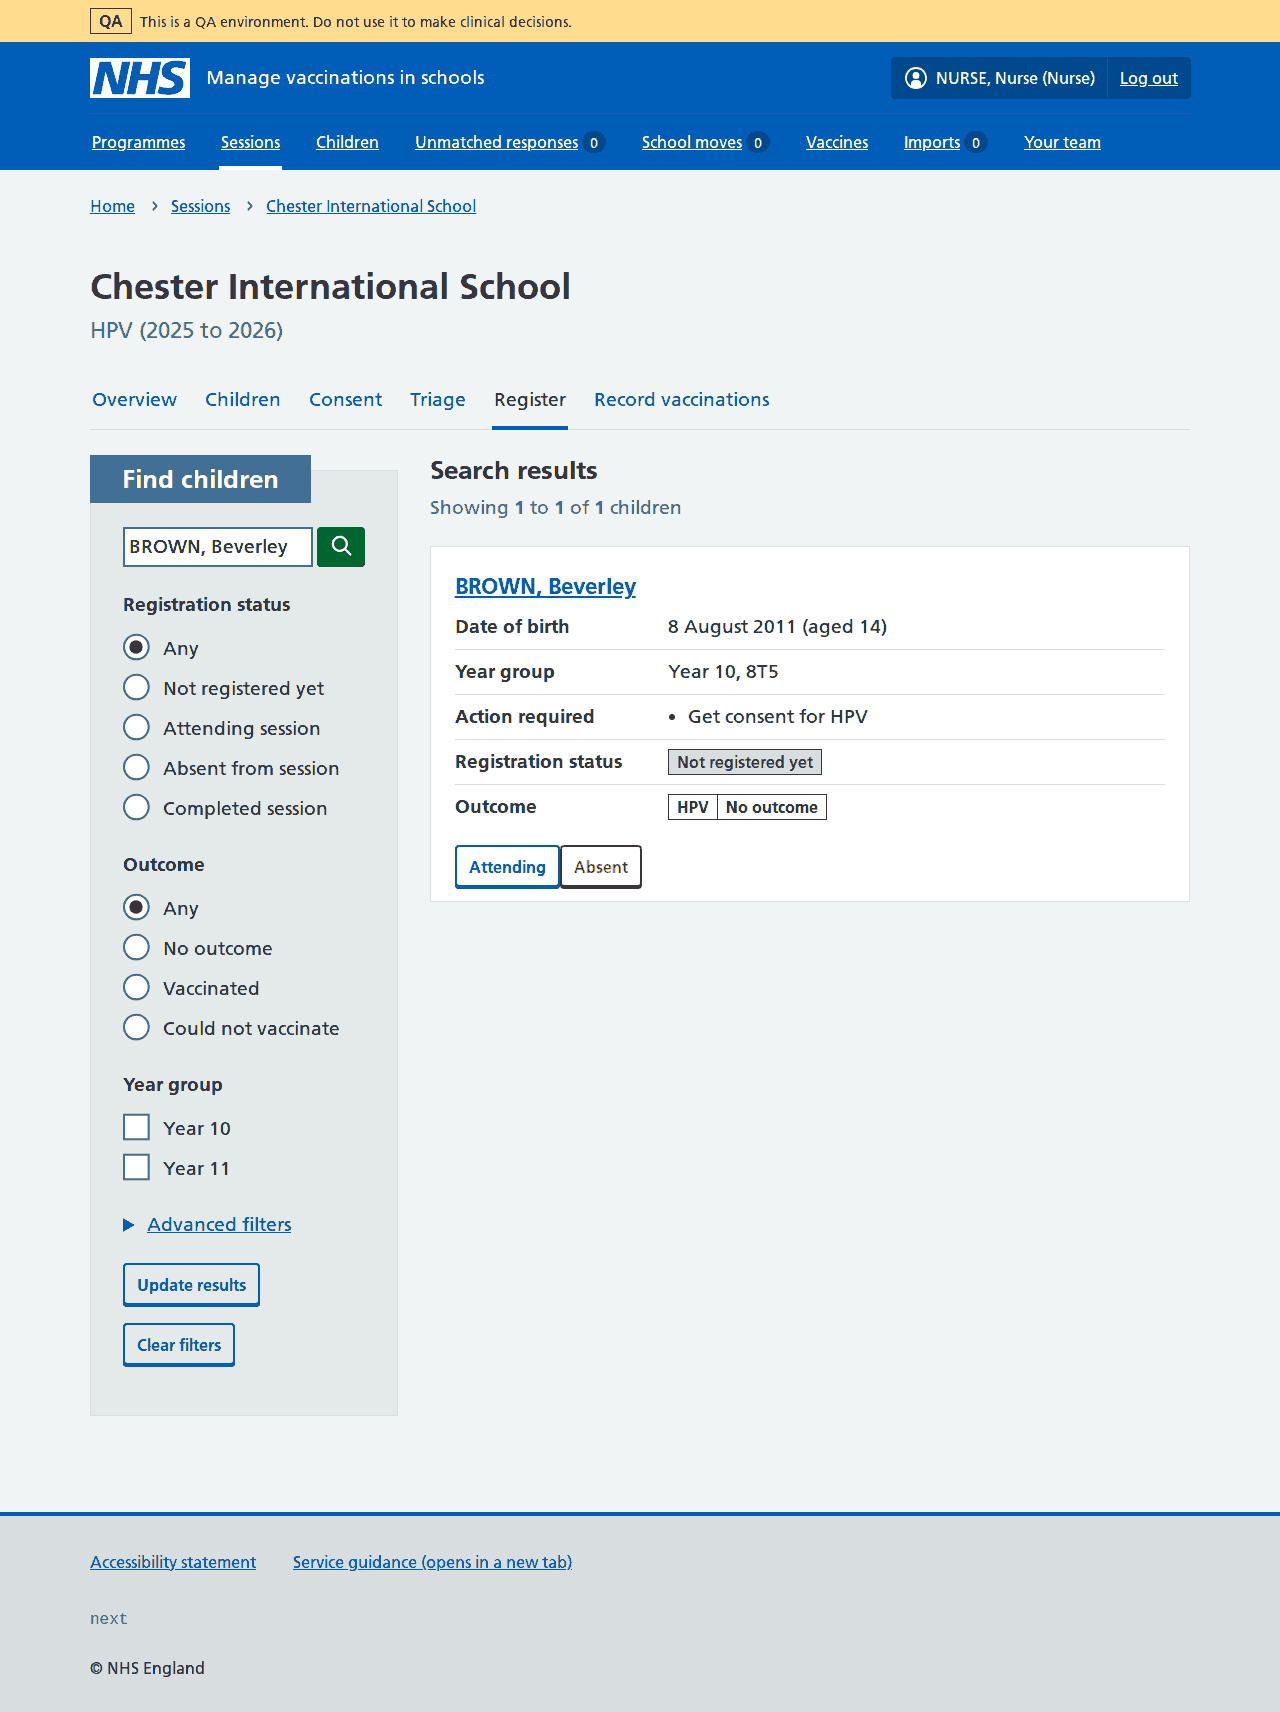 QA This is a QA environment. Do not use it to make clinical decisions.
NHS Manage vaccinations in schools NURSE, Nurse (Nurse) Log out
Programmes Sessions Children Unmatched responses 0 School moves 0 Vaccines Imports 0 Your team
Home Sessions Chester International School
Chester International School
HPV (2025 to 2026)
Overview Children Consent Triage Register Record vaccinations
Find children
BROWN, Beverley
Registration status
Any
Not registered yet
Attending session
Absent from session
Completed session
Outcome
Any
No outcome
Vaccinated
Could not vaccinate
Year group
Year 10
Year 11
Advanced filters
Update results
Clear filters
Search results
Showing 1 to 1 of 1 children
BROWN, Beverley
Date of birth 8 August 2011 (aged 14)
Year group Year 10, 8T5
Action required • Get consent for HPV
Registration status Not registered yet
Outcome HPV No outcome
Attending Absent
Accessibility statement Service guidance (opens in a new tab)
next
© NHS England